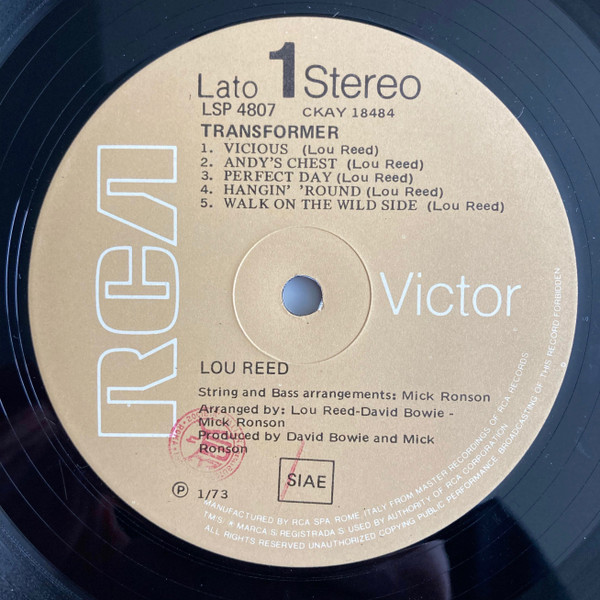 Lato 1 Stereo
LSP 4807 CKAY 18484
TRANSFORMER
1. VICIOUS (Lou Reed)
2. ANDY'S CHEST (Lou Reed)
3. PERFECT DAY (Lou Reed)
4. HANGIN' 'ROUND (Lou Reed)
5. WALK ON THE WILD SIDE (Lou Reed)
RCA
Victor
LOU REED
String and Bass arrangements: Mick Ronson
Arranged by: Lou Reed-David Bowie -
Mick Ronson
Produced by David Bowie and Mick
Ronson
SIAE
Ⓟ 1/73
MANUFACTURED BY RCA SPA, ROME, ITALY FROM MASTER RECORDINGS OF RCA RECORDS
TMS ® MARCA S REGISTRADA S USED BY AUTHORITY OF RCA CORPORATION
ALL RIGHTS RESERVED UNAUTHORIZED COPYING PUBLIC PERFORMANCE BROADCASTING OF THIS RECORD FORBIDDEN